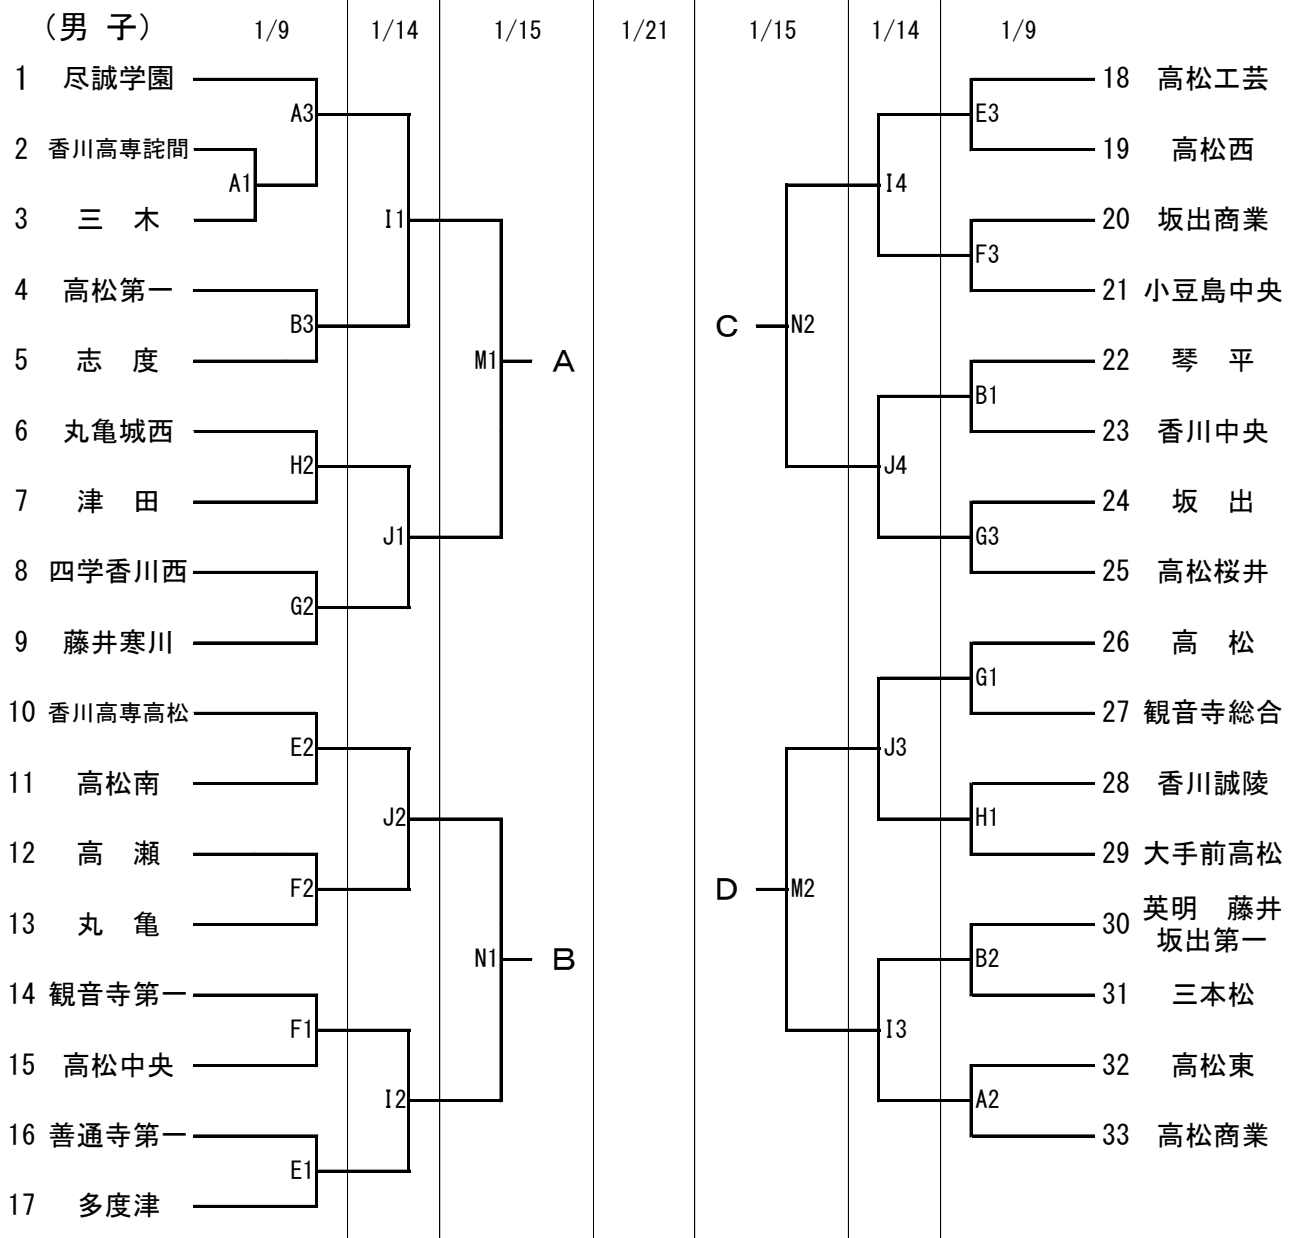 （男 子）　1/9　1/14　1/15　1/21　1/15　1/14　1/9
1　尽誠学園　18　高松工芸
A3　E3
2　香川高専詫間　19　高松西
A1　I4
3　三　木　I1　20　坂出商業
F3
4　高松第一　21　小豆島中央
B3　C　N2
5　志　度　M1　A　22　琴　平
B1
6　丸亀城西　23　香川中央
H2　J4
7　津　田　24　坂　出
J1　G3
8　四学香川西　25　高松桜井
G2
9　藤井寒川　26　高　松
G1
10　香川高専高松　27　観音寺総合
E2　J3
11　高松南　28　香川誠陵
J2　H1
12　高　瀬　29　大手前高松
F2　D　M2
13　丸　亀　30　英明　藤井
坂出第一
N1　B　B2
14　観音寺第一　31　三本松
F1　I3
15　高松中央　32　高松東
I2　A2
16　善通寺第一　33　高松商業
E1
17　多度津